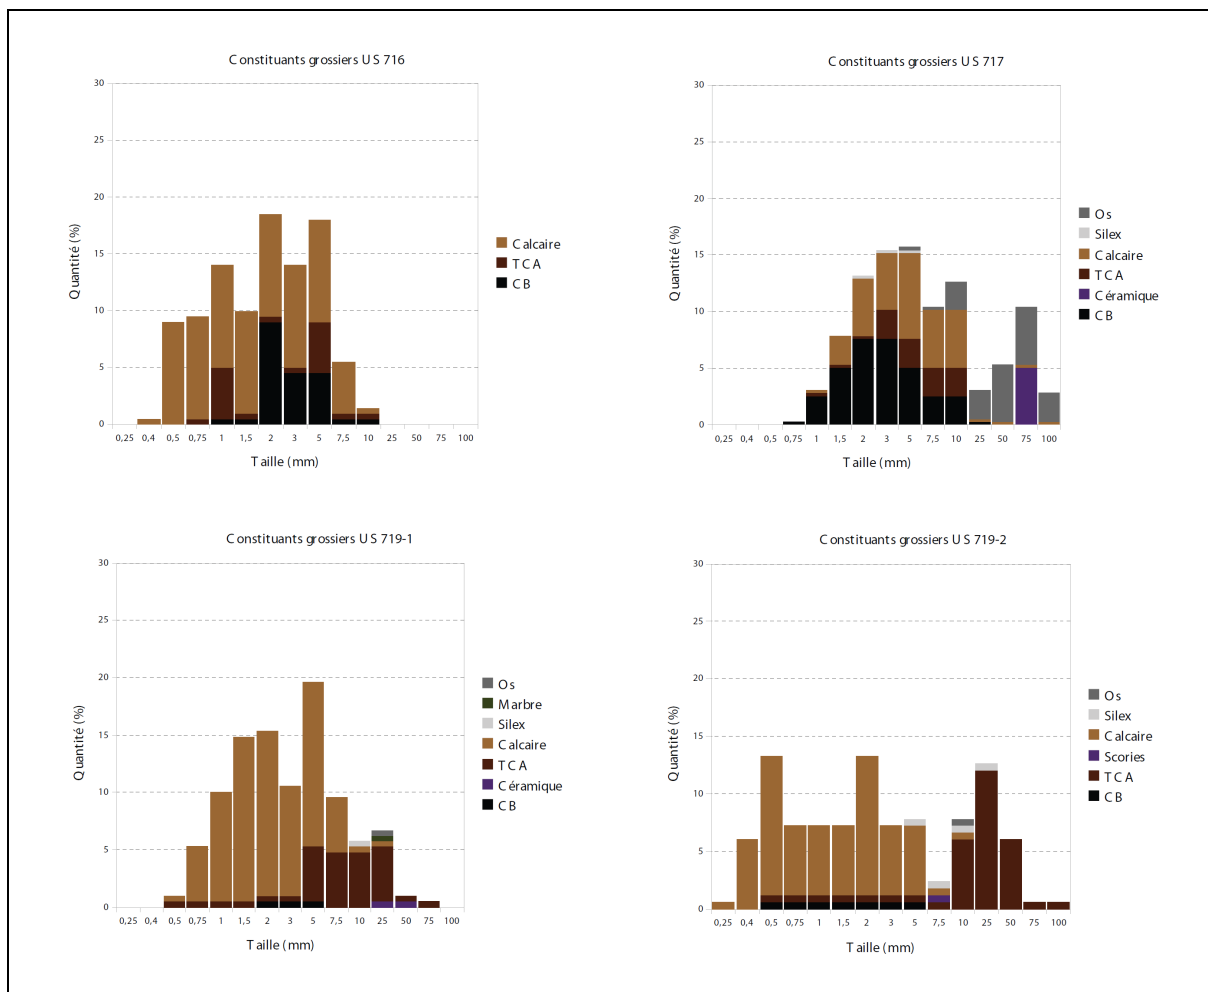 Constituants grossiers US 716
30
25
20
15
10
5
0
Quantité (%)
0,25 0,4 0,5 0,75 1 1,5 2 3 5 7,5 10 25 50 75 100
Taille (mm)
Calcaire
TCA
CB
Constituants grossiers US 717
30
25
20
15
10
5
0
Quantité (%)
0,25 0,4 0,5 0,75 1 1,5 2 3 5 7,5 10 25 50 75 100
Taille (mm)
Os
Silex
Calcaire
TCA
Céramique
CB
Constituants grossiers US 719-1
30
25
20
15
10
5
0
Quantité (%)
0,25 0,4 0,5 0,75 1 1,5 2 3 5 7,5 10 25 50 75 100
Taille (mm)
Os
Marbre
Silex
Calcaire
TCA
Céramique
CB
Constituants grossiers US 719-2
30
25
20
15
10
5
0
Quantité (%)
0,25 0,4 0,5 0,75 1 1,5 2 3 5 7,5 10 25 50 75 100
Taille (mm)
Os
Silex
Calcaire
Scories
TCA
CB